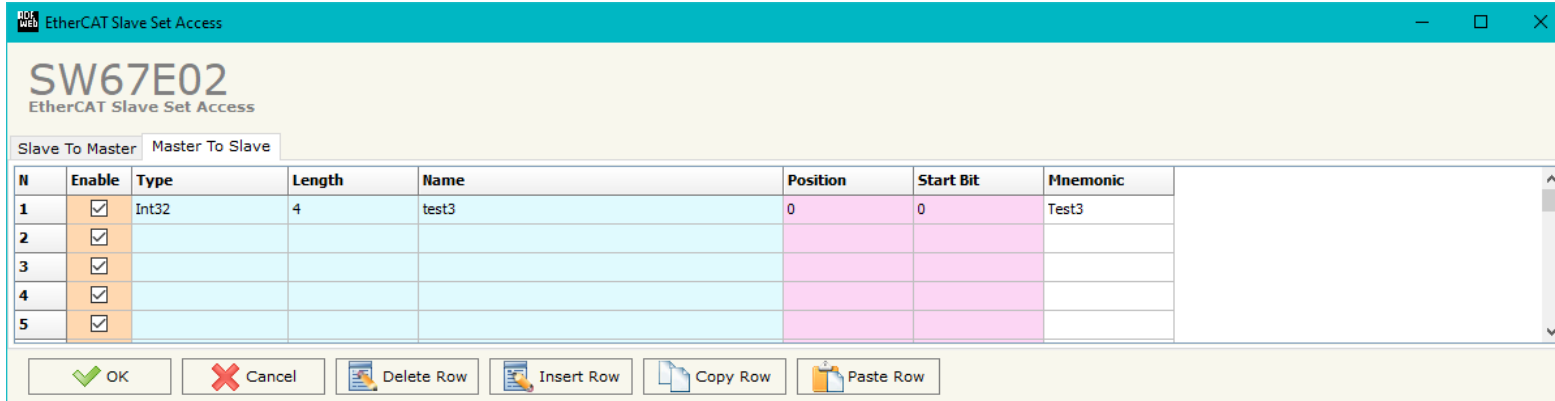 ADF WEB EtherCAT Slave Set Access
SW67E02
EtherCAT Slave Set Access
Slave To Master Master To Slave
N Enable Type Length Name Position Start Bit Mnemonic
1 Int32 4 test3 0 0 Test3
2
3
4
5
OK Cancel Delete Row Insert Row Copy Row Paste Row